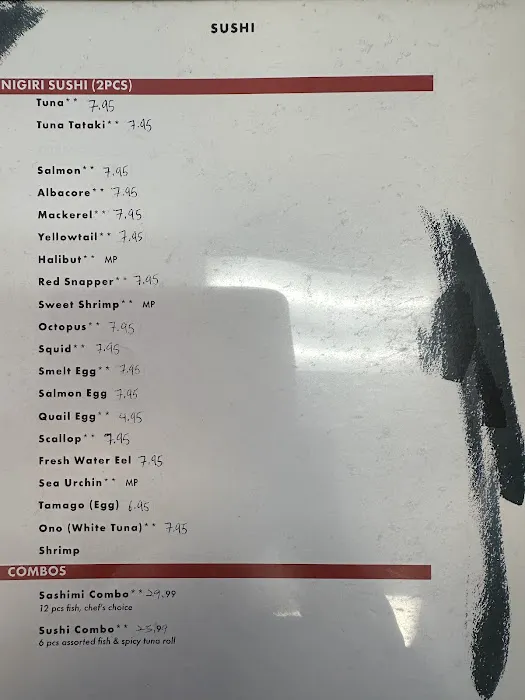 SUSHI
NIGIRI SUSHI (2PCS)
Tuna** 7.95
Tuna Tataki** 7.95
Salmon** 7.95
Albacore** 7.95
Mackerel** 7.95
Yellowtail** 7.95
Halibut** MP
Red Snapper** 7.95
Sweet Shrimp** MP
Octopus** 7.95
Squid** 7.95
Smelt Egg** 7.95
Salmon Egg 7.95
Quail Egg** 4.95
Scallop** 7.95
Fresh Water Eel 7.95
Sea Urchin** MP
Tamago (Egg) 6.95
Ono (White Tuna)** 7.95
Shrimp
COMBOS
Sashimi Combo** 29.99
12 pcs fish, chef's choice
Sushi Combo** 25.99
6 pcs assorted fish & spicy tuna roll